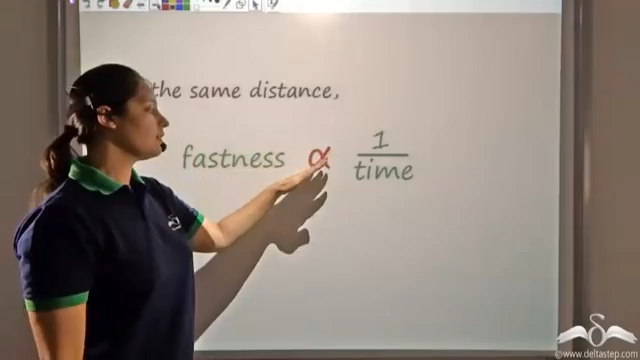 the same distance,
fastness ∝ 1/time
©www.deltastep.com